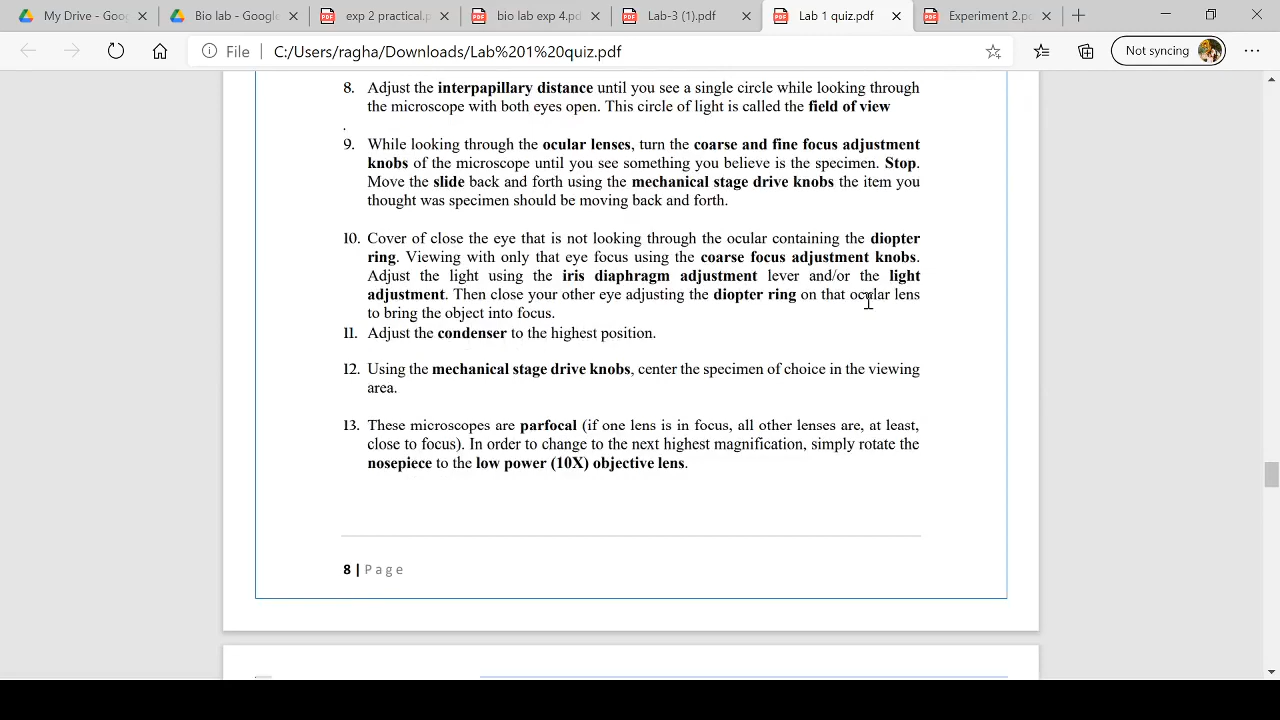 My Drive - Goo
Bio lab - Google
exp 2 practical.p
bio lab exp 4.pd
Lab-3 (1).pdf
Lab 1 quiz.pdf
Experiment 2.pd
File
C:/Users/ragha/Downloads/Lab%201%20quiz.pdf
Not syncing
8. Adjust the interpapillary distance until you see a single circle while looking through
the microscope with both eyes open. This circle of light is called the field of view
.
9. While looking through the ocular lenses, turn the coarse and fine focus adjustment
knobs of the microscope until you see something you believe is the specimen. Stop.
Move the slide back and forth using the mechanical stage drive knobs the item you
thought was specimen should be moving back and forth.
10. Cover of close the eye that is not looking through the ocular containing the diopter
ring. Viewing with only that eye focus using the coarse focus adjustment knobs.
Adjust the light using the iris diaphragm adjustment lever and/or the light
adjustment. Then close your other eye adjusting the diopter ring on that ocular lens
to bring the object into focus.
11. Adjust the condenser to the highest position.
12. Using the mechanical stage drive knobs, center the specimen of choice in the viewing
area.
13. These microscopes are parfocal (if one lens is in focus, all other lenses are, at least,
close to focus). In order to change to the next highest magnification, simply rotate the
nosepiece to the low power (10X) objective lens.
8 | Page